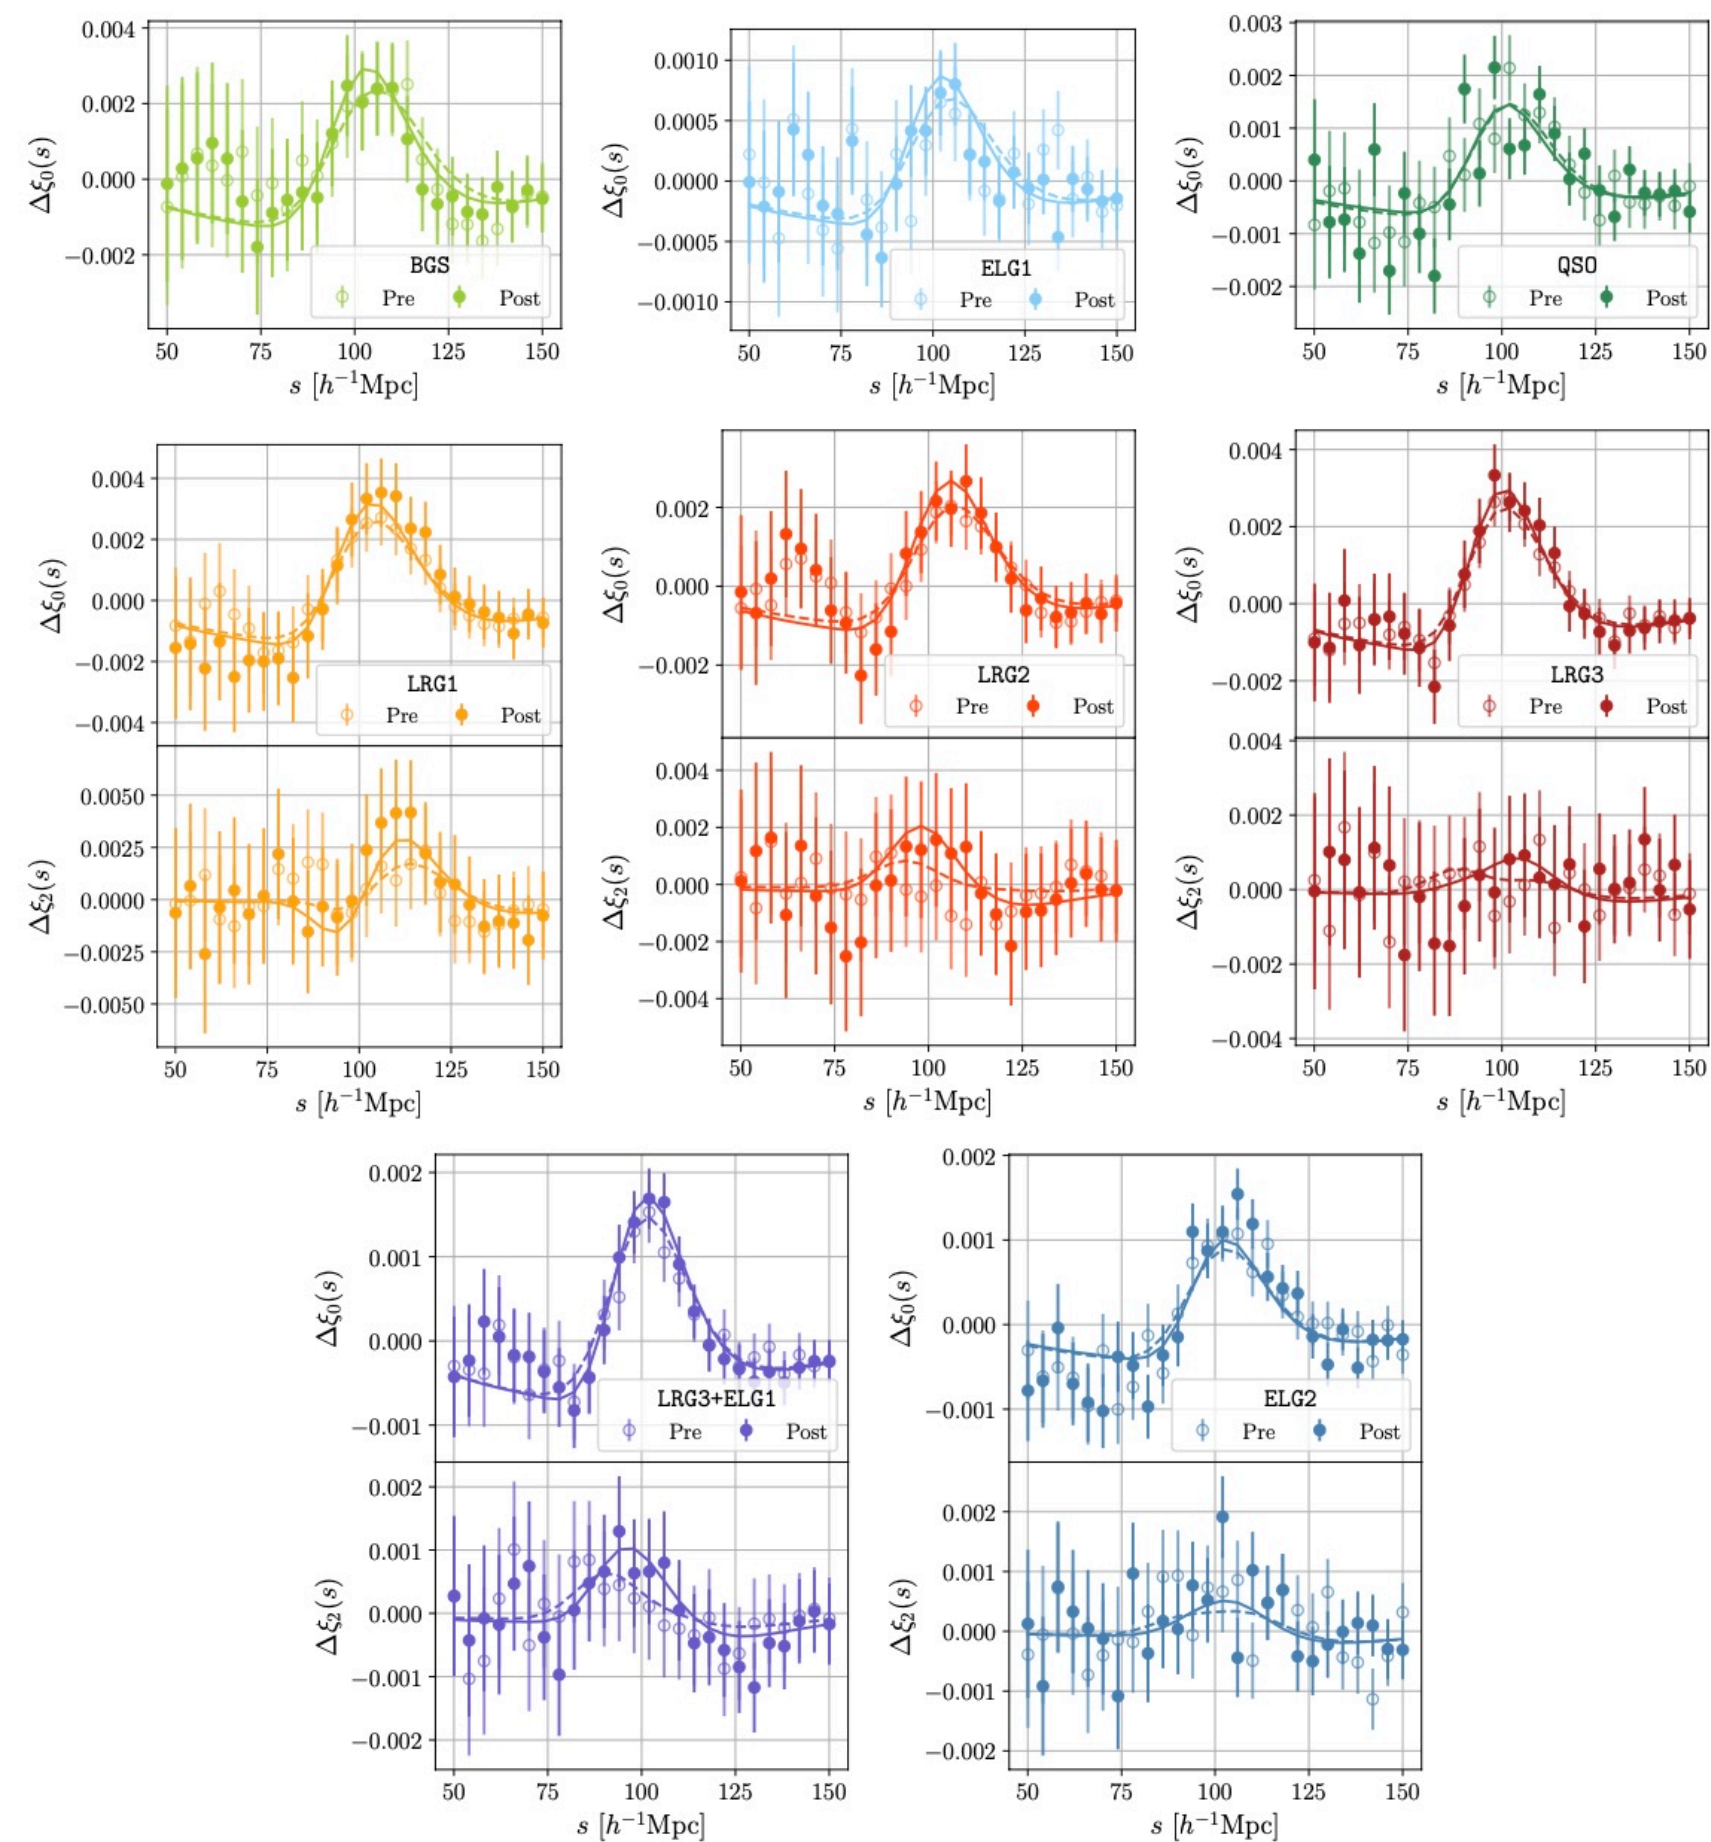 0.004
0.002
0.000
−0.002
Δξ₀(s)
BGS
Pre Post
50 75 100 125 150
s [h⁻¹Mpc]
0.0010
0.0005
0.0000
−0.0005
−0.0010
Δξ₀(s)
ELG1
Pre Post
50 75 100 125 150
s [h⁻¹Mpc]
0.003
0.002
0.001
0.000
−0.001
−0.002
Δξ₀(s)
QSO
Pre Post
50 75 100 125 150
s [h⁻¹Mpc]
0.004
0.002
0.000
−0.002
−0.004
Δξ₀(s)
LRG1
Pre Post
0.0050
0.0025
0.0000
−0.0025
−0.0050
Δξ₂(s)
50 75 100 125 150
s [h⁻¹Mpc]
0.002
0.000
−0.002
Δξ₀(s)
LRG2
Pre Post
0.004
0.002
0.000
−0.002
−0.004
Δξ₂(s)
50 75 100 125 150
s [h⁻¹Mpc]
0.004
0.002
0.000
−0.002
Δξ₀(s)
LRG3
Pre Post
0.004
0.002
0.000
−0.002
−0.004
Δξ₂(s)
50 75 100 125 150
s [h⁻¹Mpc]
0.002
0.001
0.000
−0.001
Δξ₀(s)
LRG3+ELG1
Pre Post
0.002
0.001
0.000
−0.001
−0.002
Δξ₂(s)
50 75 100 125 150
s [h⁻¹Mpc]
0.002
0.001
0.000
−0.001
Δξ₀(s)
ELG2
Pre Post
0.002
0.001
0.000
−0.001
−0.002
Δξ₂(s)
50 75 100 125 150
s [h⁻¹Mpc]